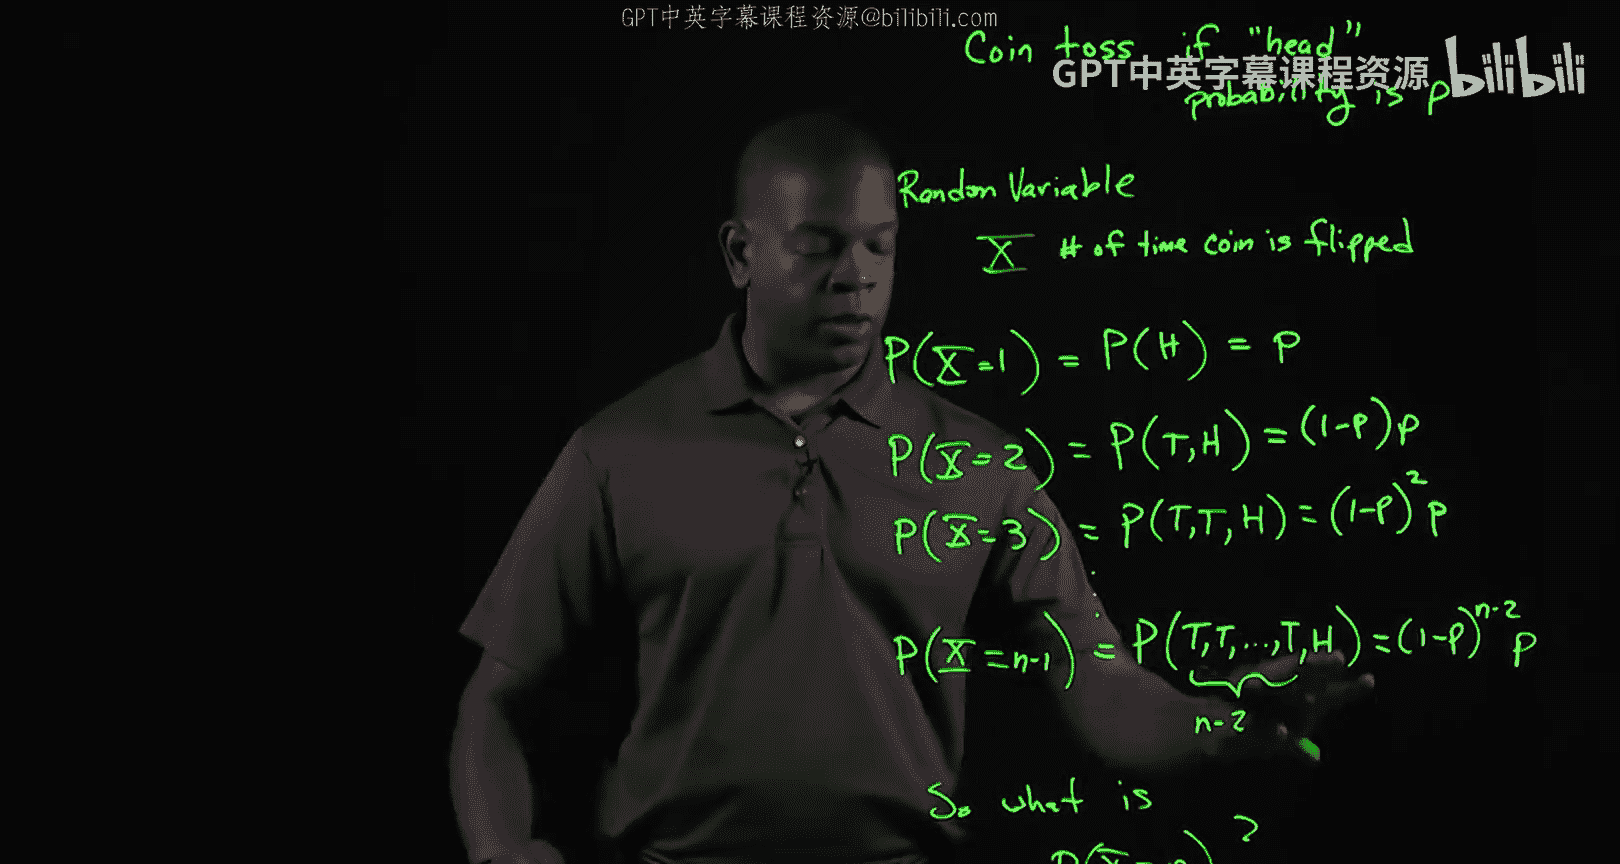 GPT中英字幕课程资源@bilibili.com
Coin toss if "head"
GPT中英字幕课程资源 bilibili
probability is p
Random Variable
X # of time coin is flipped
P(X=1) = P(H) = p
P(X=2) = P(T,H) = (1-p)p
P(X=3) = P(T,T,H) = (1-p)² p
⋮
P(X=n-1) = P(T,T,...,T,H) = (1-p)ⁿ⁻² p
n-2
So what is
?